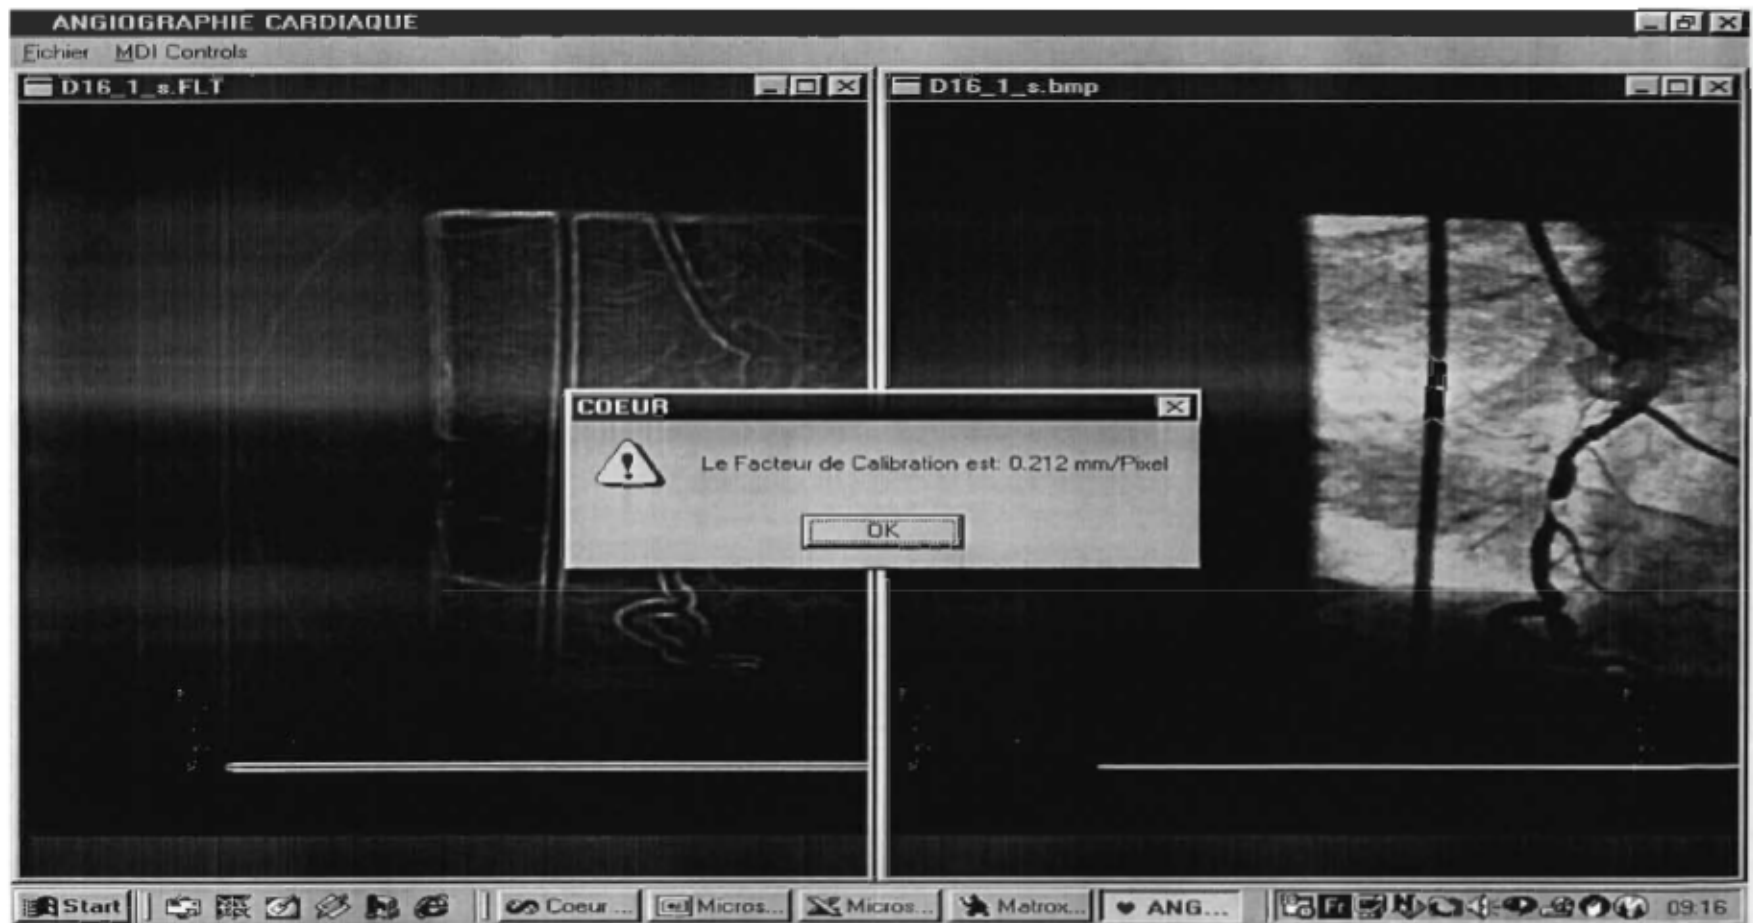 ANGIOGRAPHIE CARDIAQUE
Fichier MDI Controls
D16_1_s.FLT
D16_1_s.bmp
COEUR
Le Facteur de Calibration est: 0.212 mm/Pixel
OK
Start Coeur ... Micros... Micros... Matrox... ANG... 09:16